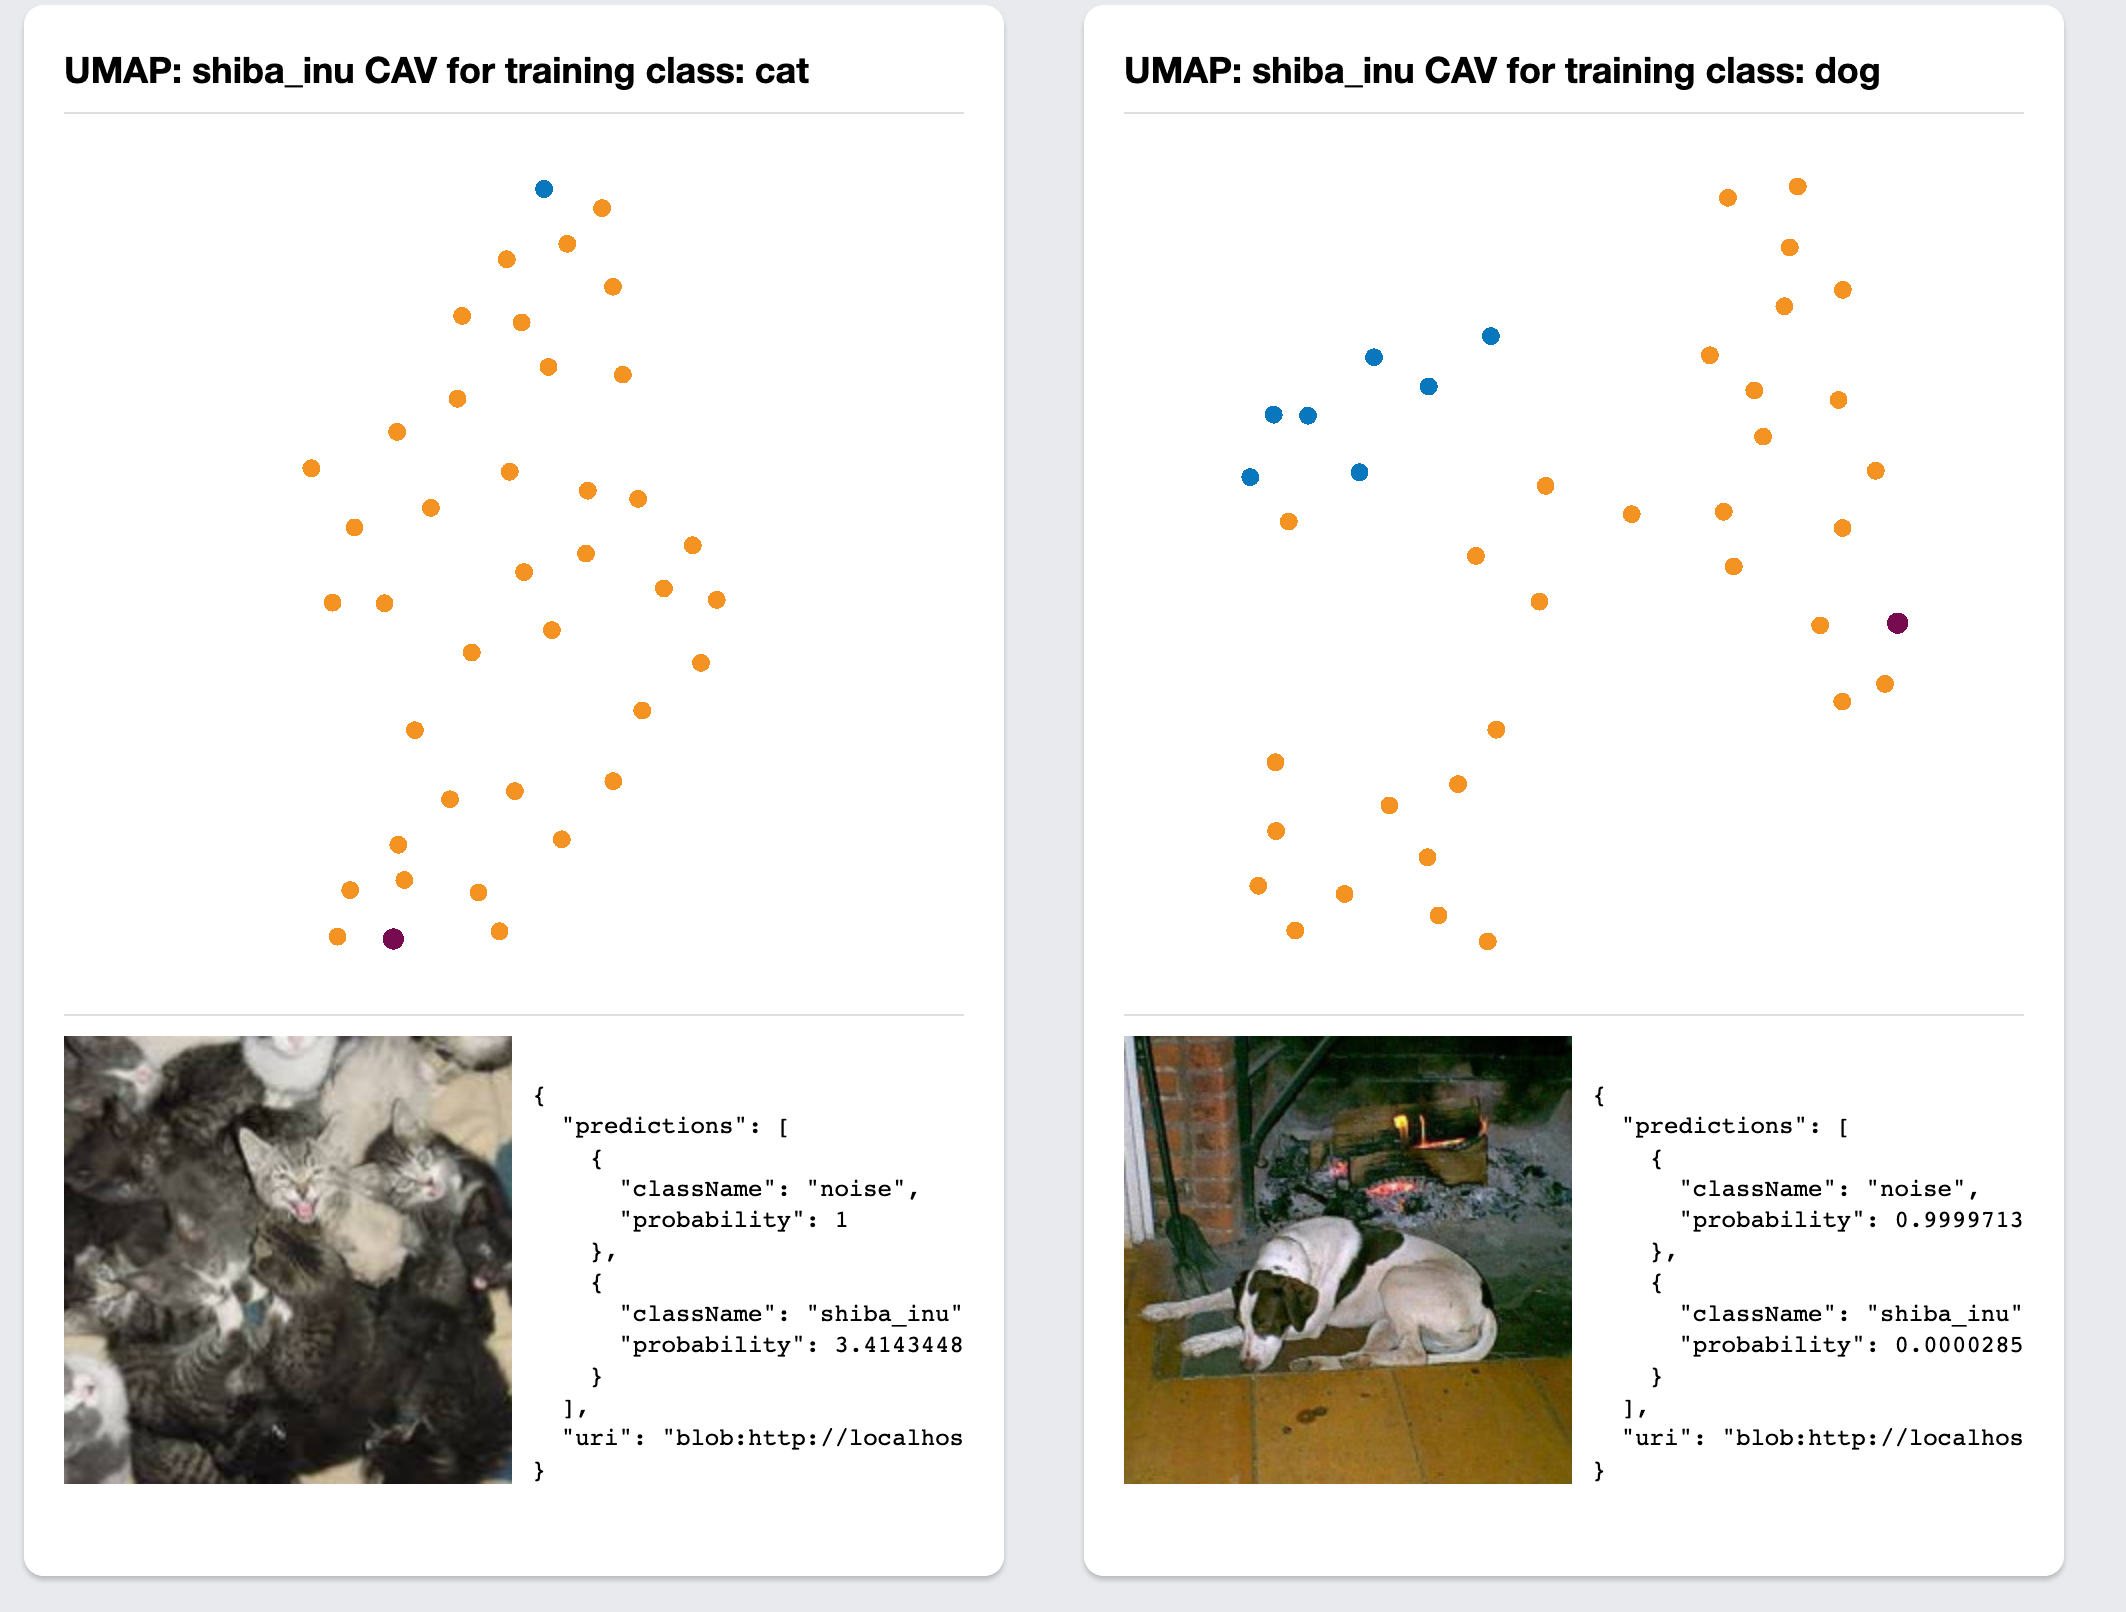 UMAP: shiba_inu CAV for training class: cat
{
"predictions": [
{
"className": "noise",
"probability": 1
},
{
"className": "shiba_inu"
"probability": 3.4143448
}
],
"uri": "blob:http://localhos
}
UMAP: shiba_inu CAV for training class: dog
{
"predictions": [
{
"className": "noise",
"probability": 0.9999713
},
{
"className": "shiba_inu"
"probability": 0.0000285
}
],
"uri": "blob:http://localhos
}